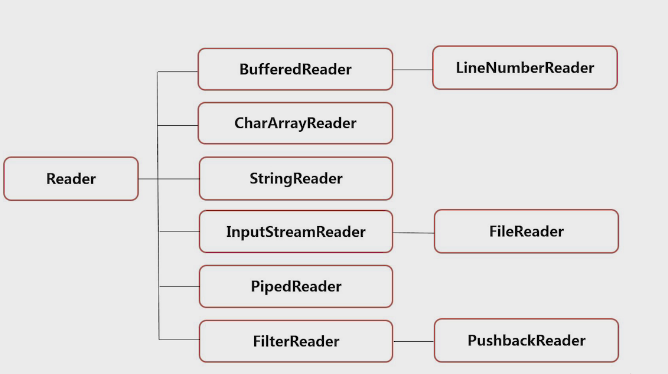 BufferedReader
LineNumberReader
CharArrayReader
Reader
StringReader
InputStreamReader
FileReader
PipedReader
FilterReader
PushbackReader